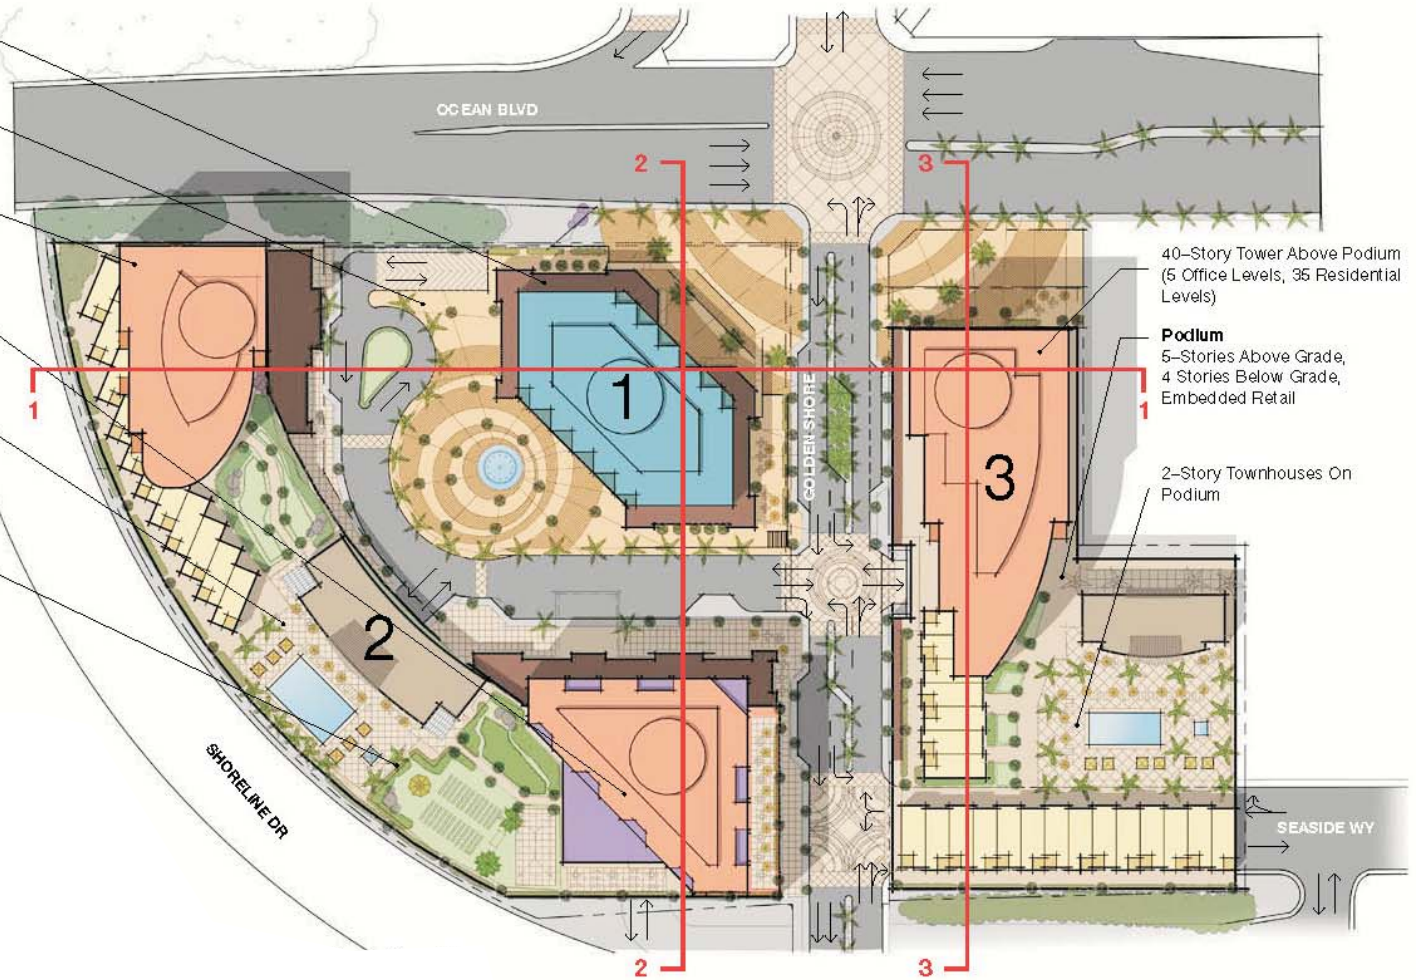 OCEAN BLVD
2
3
40–Story Tower Above Podium
(5 Office Levels, 35 Residential
Levels)
Podium
5–Stories Above Grade,
4 Stories Below Grade,
Embedded Retail
1
1
1
GOLDEN SHORE
3
2–Story Townhouses On
Podium
2
SHORELINE DR
SEASIDE WY
2
3